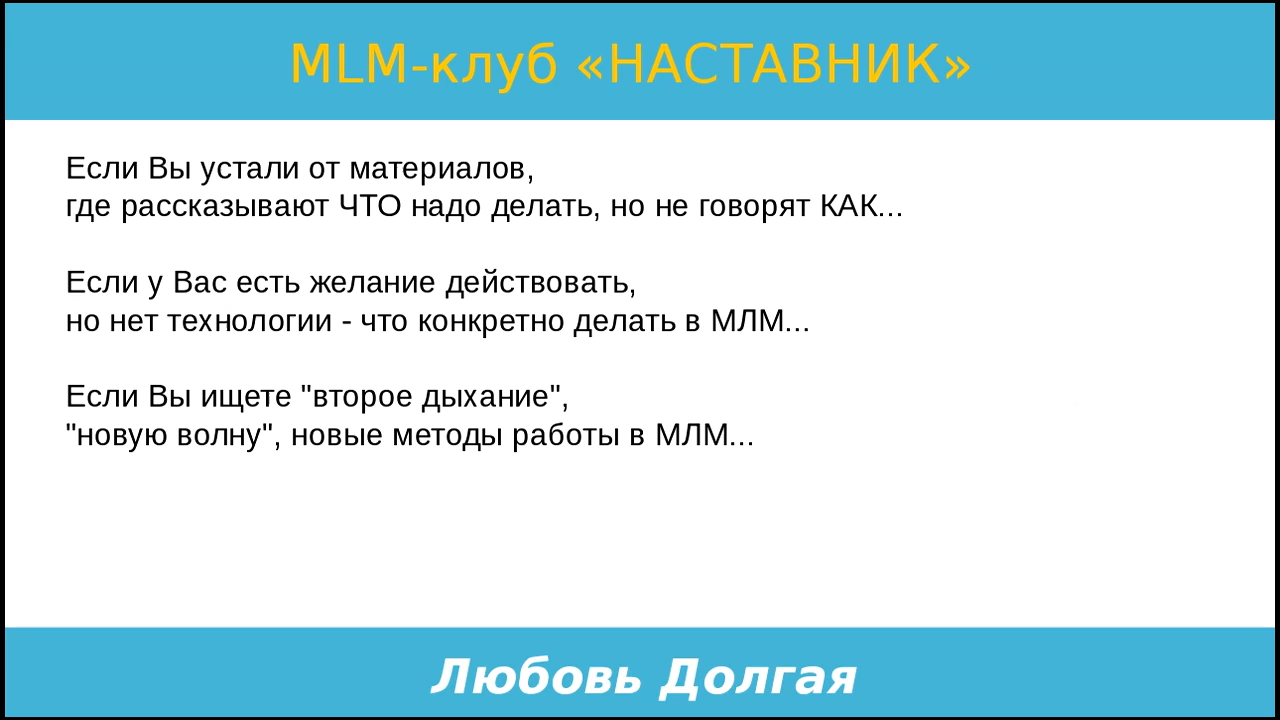 MLM-клуб «НАСТАВНИК»
Если Вы устали от материалов,
где рассказывают ЧТО надо делать, но не говорят КАК...
Если у Вас есть желание действовать,
но нет технологии - что конкретно делать в МЛМ...
Если Вы ищете "второе дыхание",
"новую волну", новые методы работы в МЛМ...
Любовь Долгая